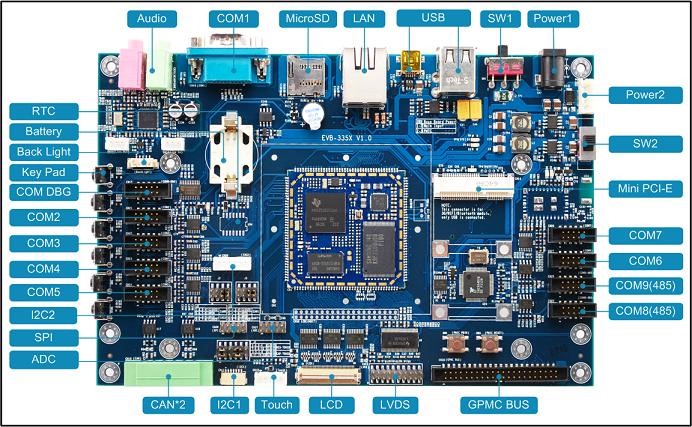 Audio
COM1
MicroSD
LAN
USB
SW1
Power1
RTC
Battery
Back Light
Key Pad
COM DBG
COM2
COM3
COM4
COM5
I2C2
SPI
ADC
Power2
SW2
Mini PCI-E
COM7
COM6
COM9(485)
COM8(485)
EVB-335X V1.0
S-Tech
CAN*2
I2C1
Touch
LCD
LVDS
GPMC BUS